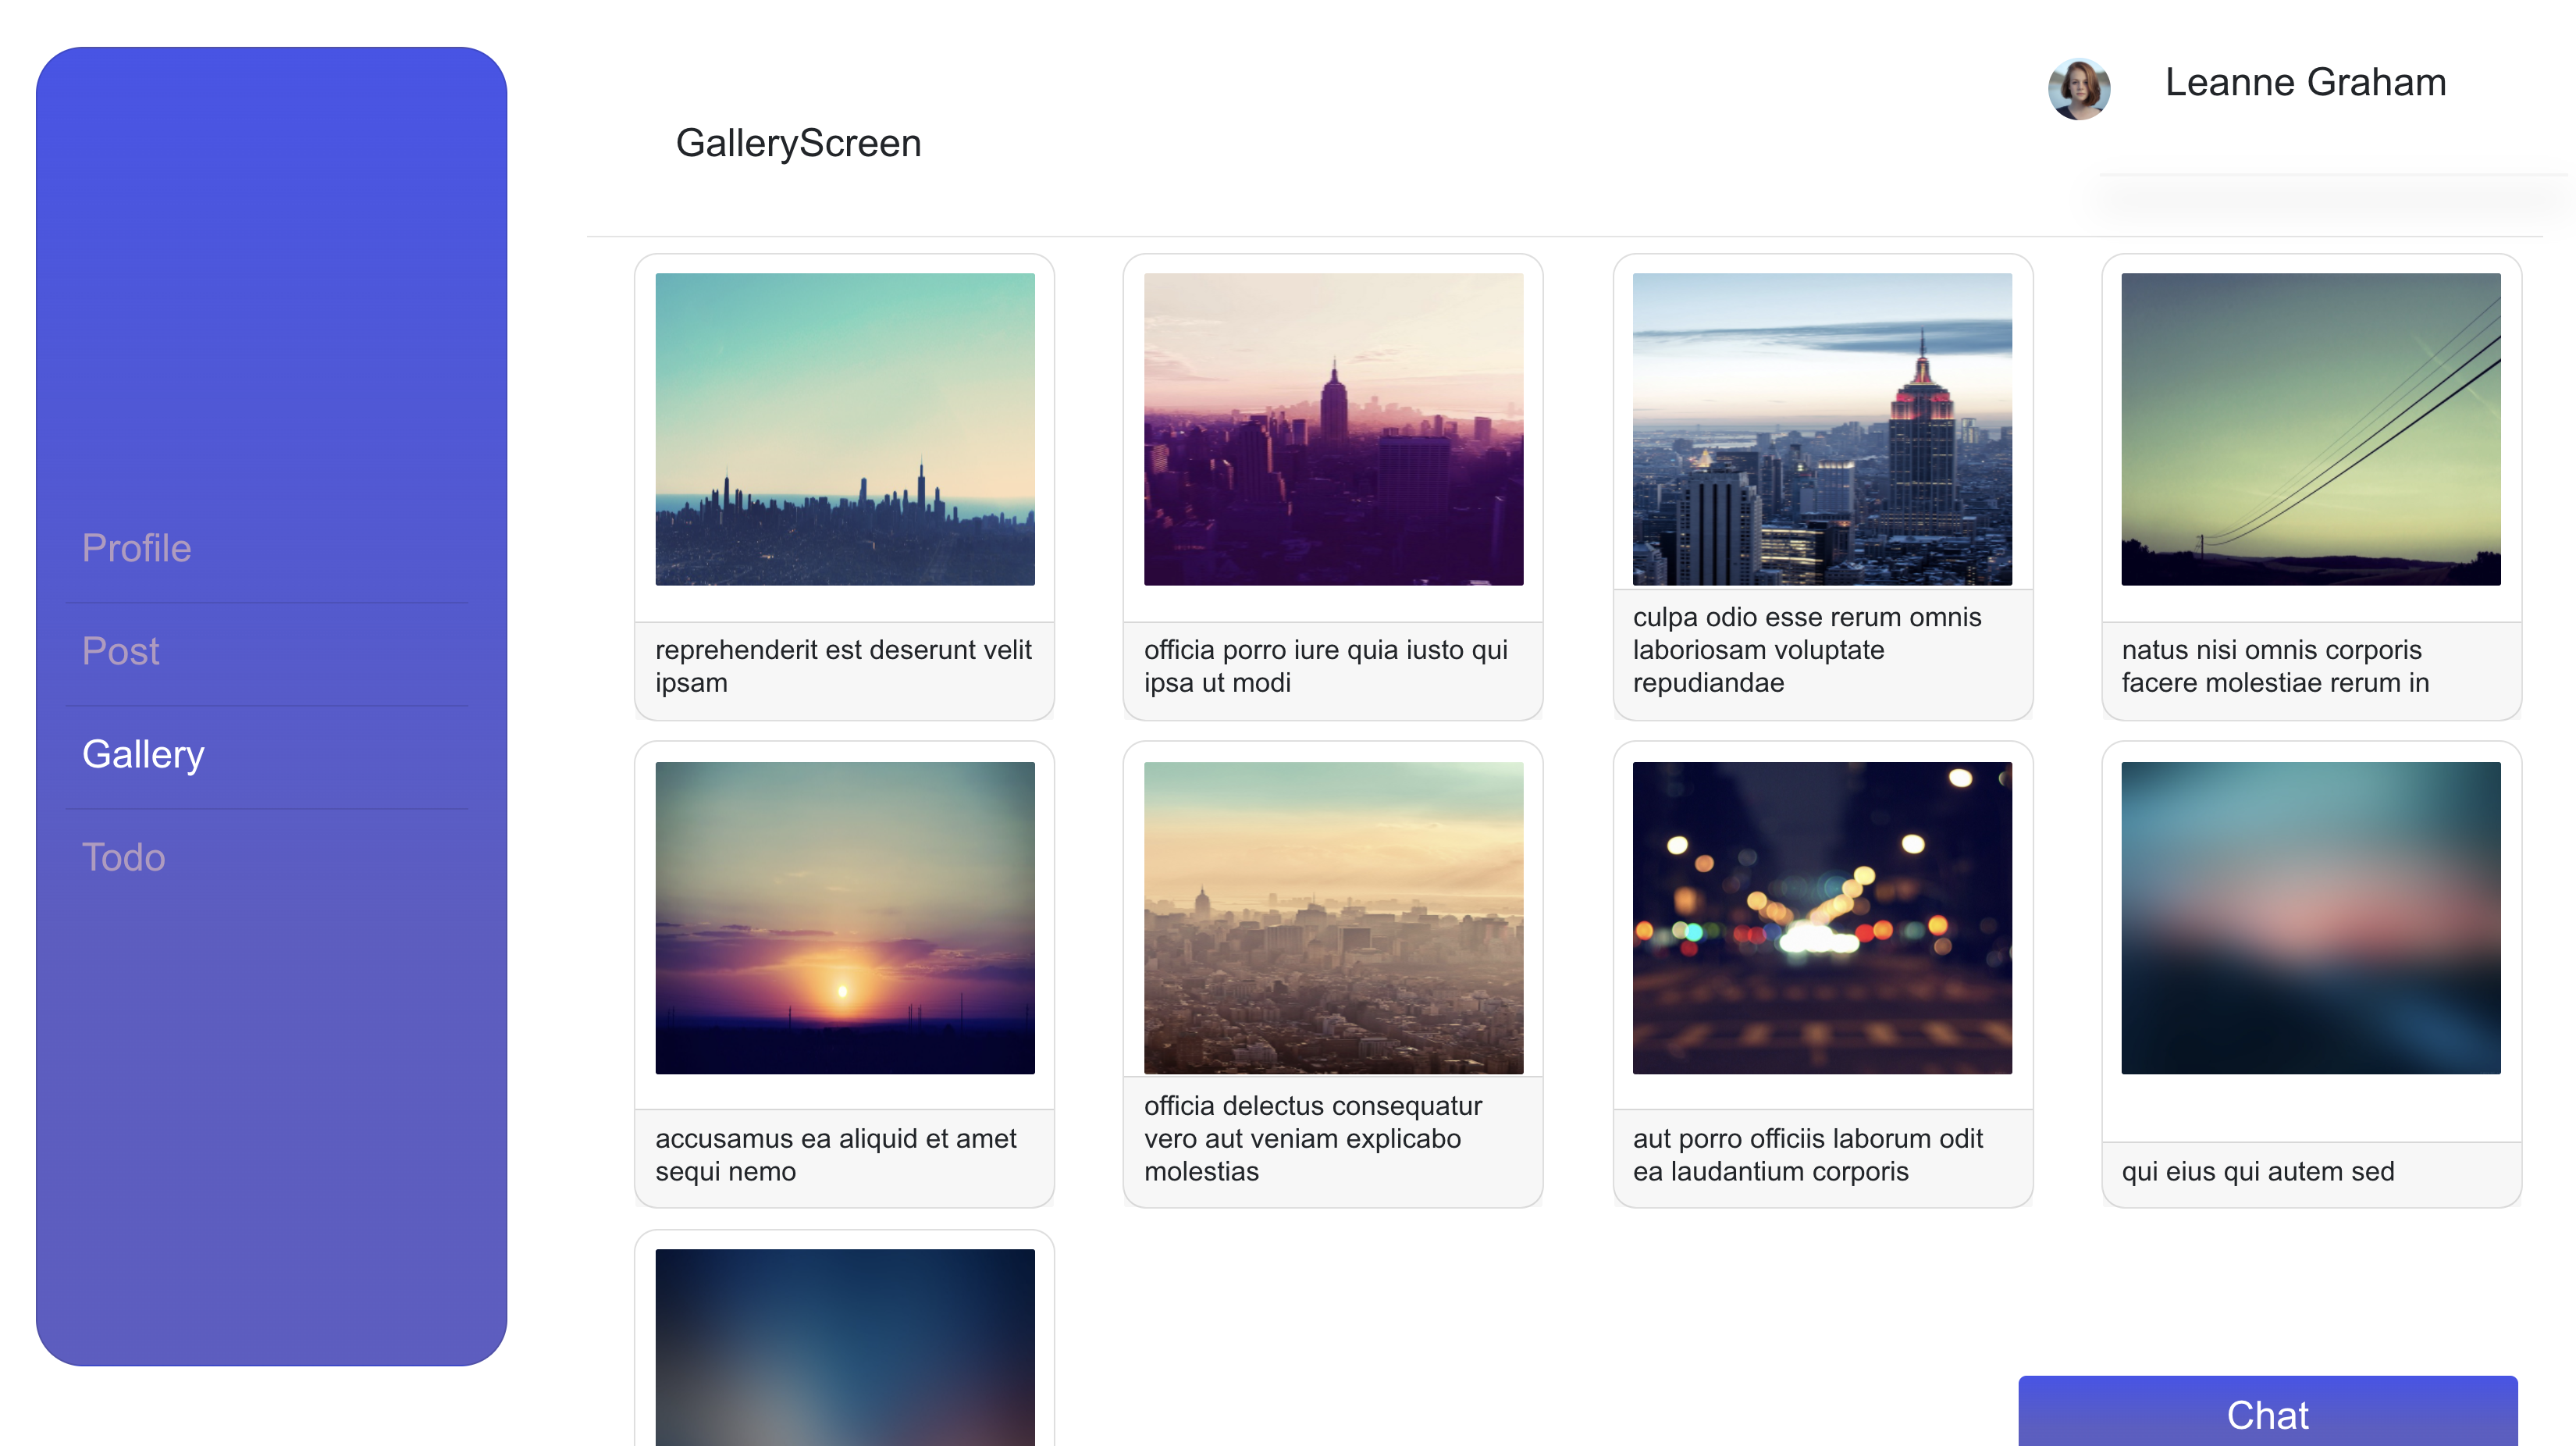 Leanne Graham
GalleryScreen
Profile
Post
Gallery
Todo
reprehenderit est deserunt velit
ipsam
officia porro iure quia iusto qui
ipsa ut modi
culpa odio esse rerum omnis
laboriosam voluptate
repudiandae
natus nisi omnis corporis
facere molestiae rerum in
accusamus ea aliquid et amet
sequi nemo
officia delectus consequatur
vero aut veniam explicabo
molestias
aut porro officiis laborum odit
ea laudantium corporis
qui eius qui autem sed
Chat